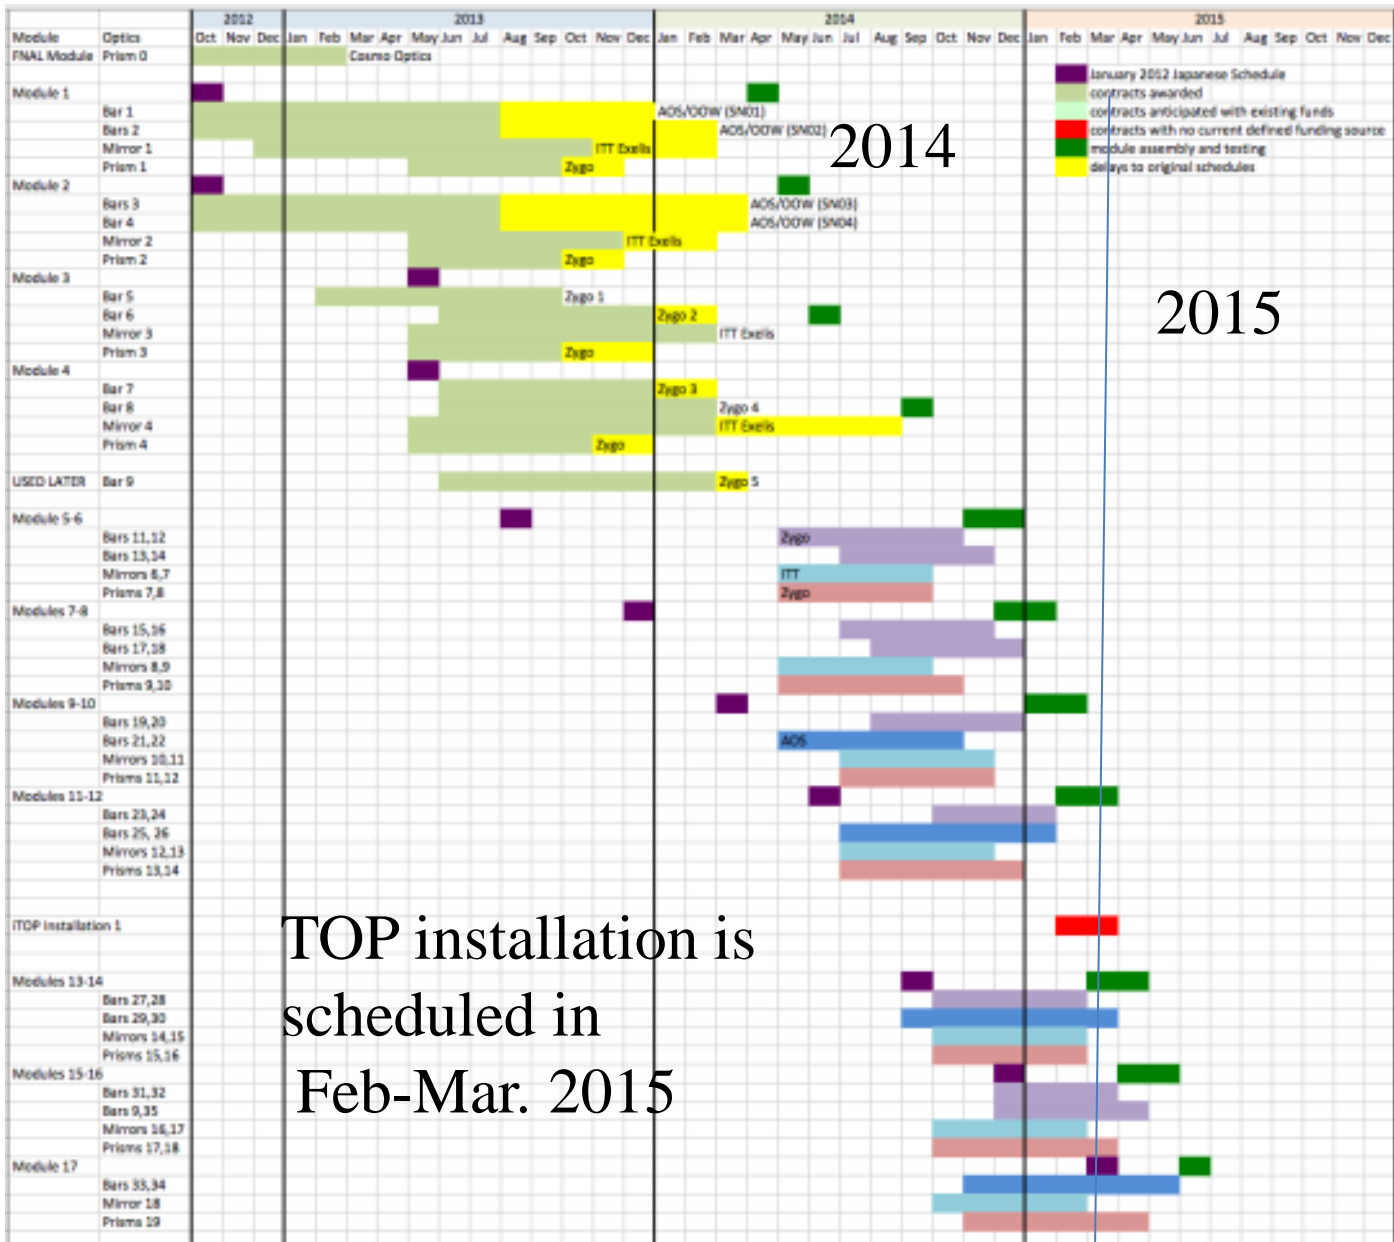 2012 2013 2014 2015
Module Optics Oct Nov Dec Jan Feb Mar Apr May Jun Jul Aug Sep Oct Nov Dec Jan Feb Mar Apr May Jun Jul Aug Sep Oct Nov Dec Jan Feb Mar Apr May Jun Jul Aug Sep Oct Nov Dec
FNAL Module Prism 0 Cosmo Optics
January 2012 Japanese Schedule
Module 1 contracts awarded
Bar 1 AOS/OOW (SN01) contracts anticipated with existing funds
Bars 2 AOS/OOW (SN02) contracts with no current defined funding source
2014
Mirror 1 ITT Exelis module assembly and testing
Prism 1 Zygo delays to original schedules
Module 2
Bars 3 AOS/OOW (SN03)
Bar 4 AOS/OOW (SN04)
Mirror 2 ITT Exelis
Prism 2 Zygo
Module 3
Bar 5 Zygo 1
Bar 6 Zygo 2
2015
Mirror 3 ITT Exelis
Prism 3 Zygo
Module 4
Bar 7 Zygo 3
Bar 8 Zygo 4
Mirror 4 ITT Exelis
Prism 4 Zygo
USED LATER Bar 9 Zygo 5
Module 5-6
Bars 11,12 Zygo
Bars 13,14
Mirrors 6,7 ITT
Prisms 7,8 Zygo
Modules 7-8
Bars 15,16
Bars 17,18
Mirrors 8,9
Prisms 9,10
Modules 9-10
Bars 19,20
Bars 21,22 AOS
Mirrors 10,11
Prisms 11,12
Modules 11-12
Bars 23,24
Bars 25, 26
Mirrors 12,13
Prisms 13,14
iTOP Installation 1
TOP installation is
scheduled in
Feb-Mar. 2015
Modules 13-14
Bars 27,28
Bars 29,30
Mirrors 14,15
Prisms 15,16
Modules 15-16
Bars 31,32
Bars 9,35
Mirrors 16,17
Prisms 17,18
Module 17
Bars 33,34
Mirror 18
Prisms 19